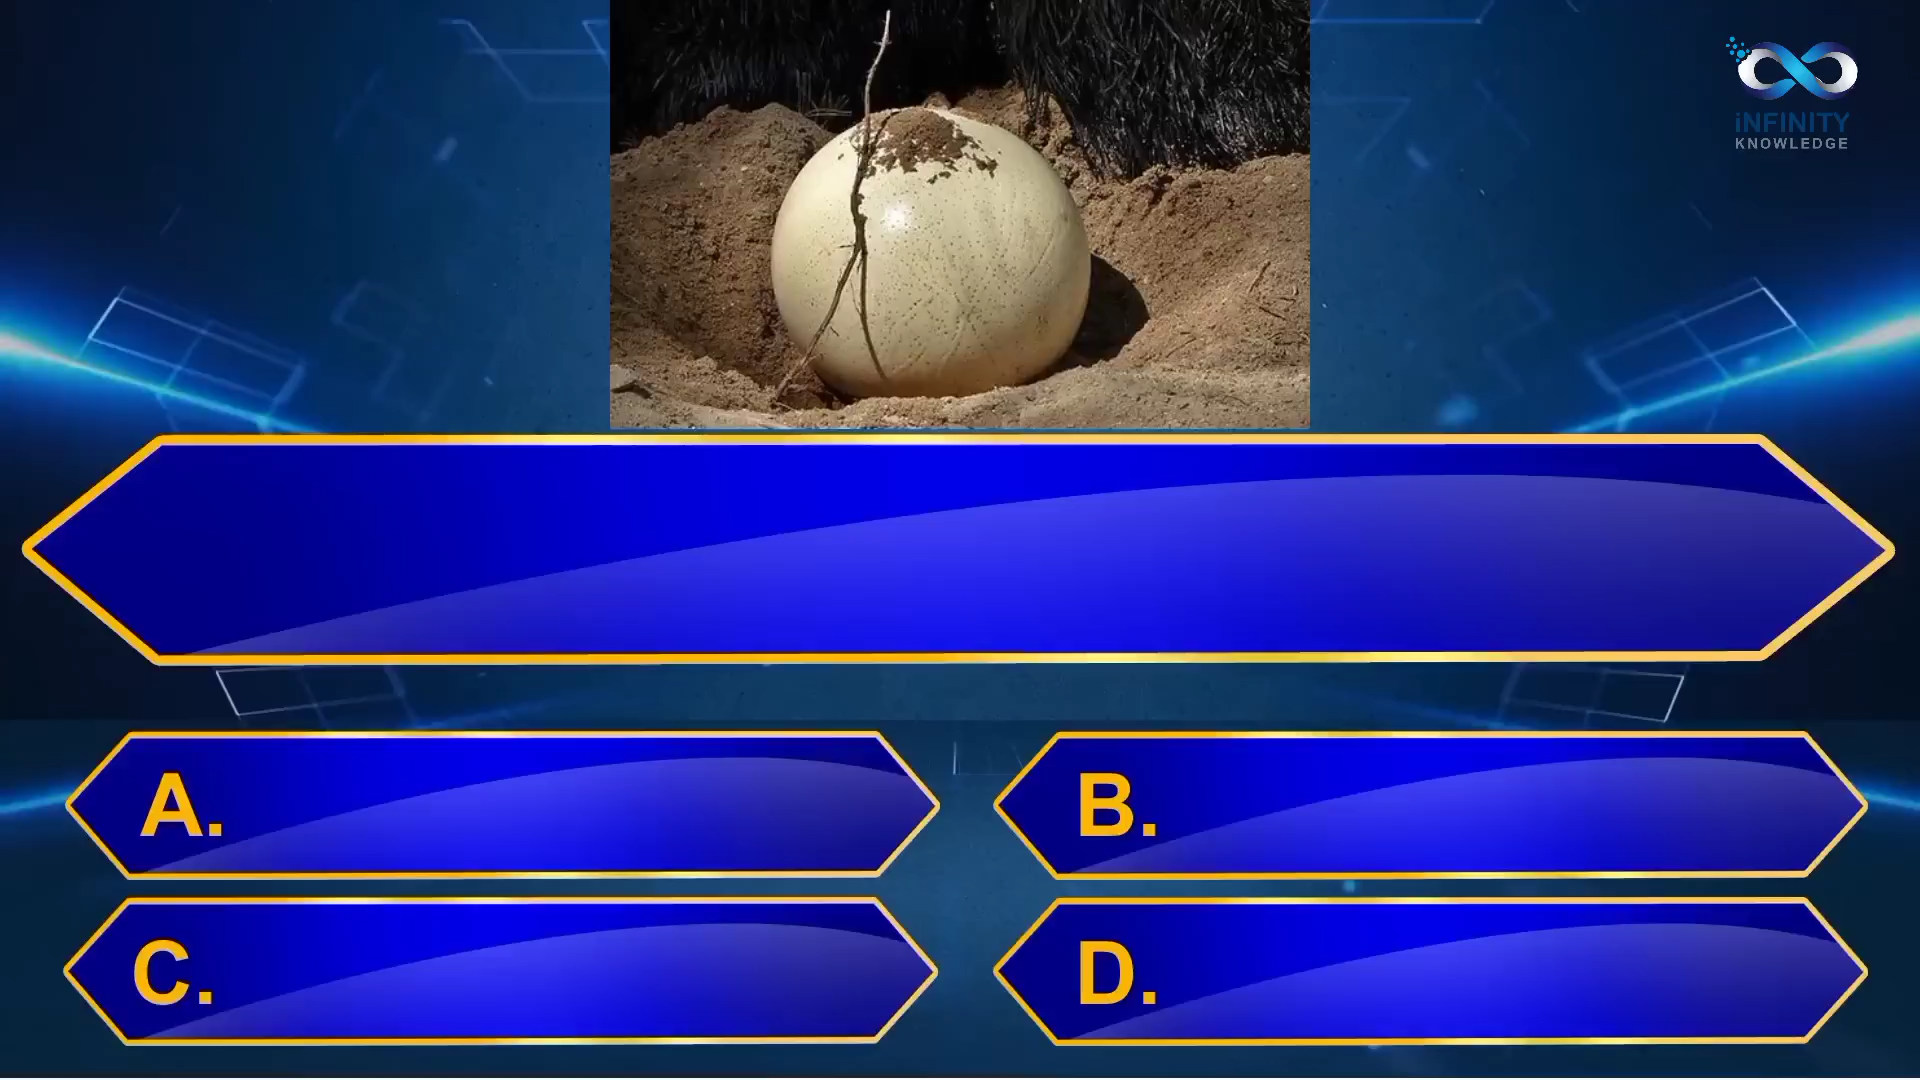 iNFINITY
KNOWLEDGE
A.
B.
C.
D.